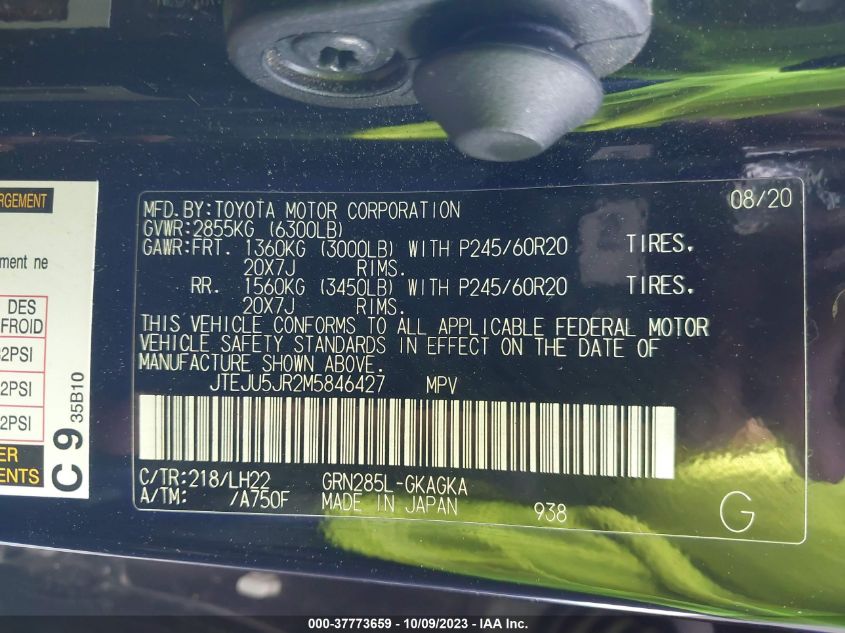 RGEMENT
ement ne
DES
FROID
2PSI
2PSI
2PSI
ER
ENTS
C 9 35B10
08/20
MFD.BY:TOYOTA MOTOR CORPORATION
GVWR:2855KG (6300LB)
GAWR:FRT. 1360KG (3000LB) WITH P245/60R20 TIRES.
20X7J RIMS.
RR. 1560KG (3450LB) WITH P245/60R20 TIRES.
20X7J RIMS.
THIS VEHICLE CONFORMS TO ALL APPLICABLE FEDERAL MOTOR
VEHICLE SAFETY STANDARDS IN EFFECT ON THE DATE OF
MANUFACTURE SHOWN ABOVE.
JTEJU5JR2M5846427 MPV
C/TR:218/LH22 GRN285L-GKAGKA
A/TM: /A750F MADE IN JAPAN 938
G
000-37773659 - 10/09/2023 - IAA Inc.